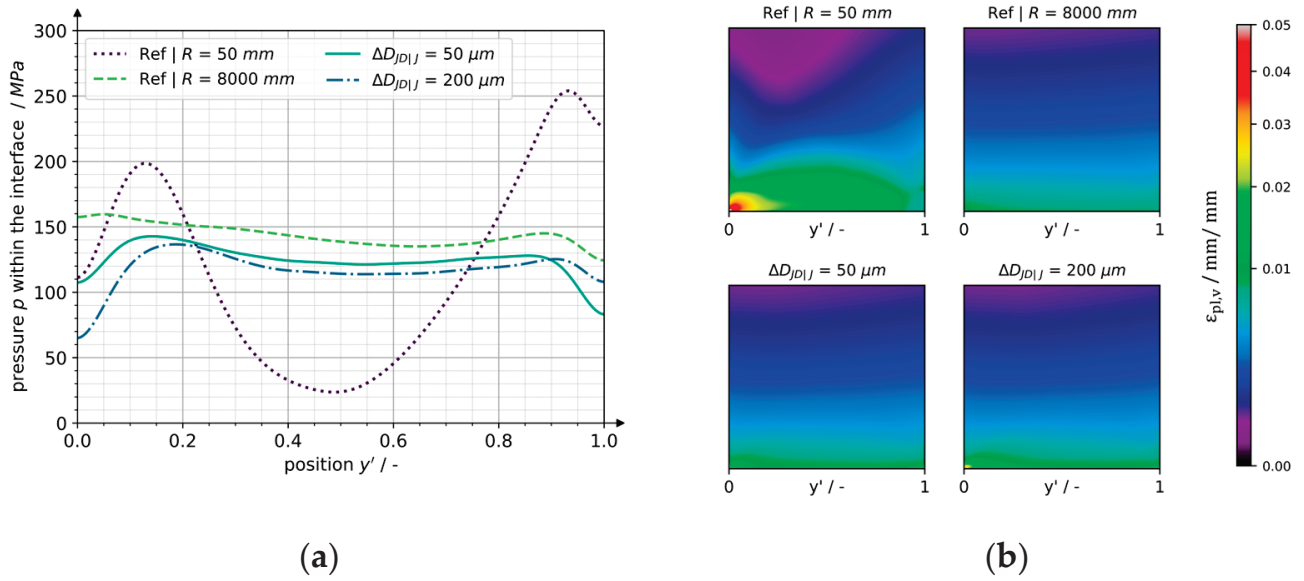 300
250
200
150
100
50
0
0.0
0.2
0.4
0.6
0.8
1.0
pressure p within the interface / MPa
position y' / -
Ref | R = 50 mm
Ref | R = 8000 mm
ΔD_JD|J = 50 μm
ΔD_JD|J = 200 μm
(a)
Ref | R = 50 mm
0
y' / -
1
Ref | R = 8000 mm
0
y' / -
1
ΔD_JD|J = 50 μm
0
y' / -
1
ΔD_JD|J = 200 μm
0
y' / -
1
0.05
0.04
0.03
0.02
0.01
0.00
ε_pl,v / mm/mm
(b)